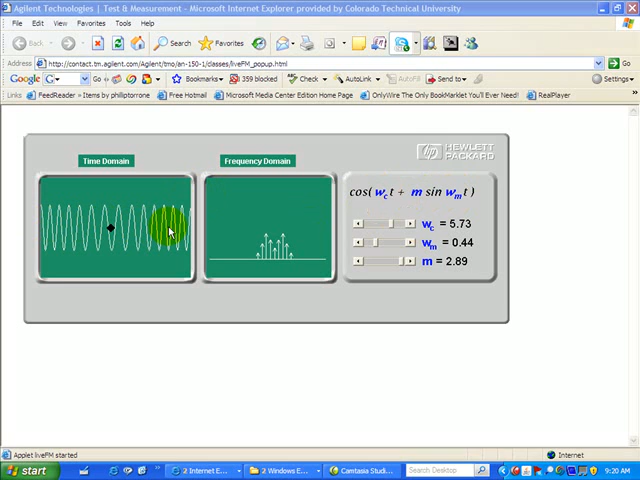 Agilent Technologies | Test & Measurement - Microsoft Internet Explorer provided by Colorado Technical University
File Edit View Favorites Tools Help
Back Search Favorites
Address http://contact.tm.agilent.com/Agilent/tmo/an-150-1/classes/liveFM_popup.html Go
Google G Bookmarks 359 blocked Check AutoLink AutoFill Send to Settings
Links FeedReader » Items by philiptorrone Free Hotmail Microsoft Media Center Edition Home Page OnlyWire The Only BookMarklet You'll Ever Need! RealPlayer
hp HEWLETT
PACKARD
Time Domain Frequency Domain
cos( wc t + m sin wm t )
wc = 5.73
wm = 0.44
m = 2.89
Applet liveFM started Internet
start 2 Internet E... 2 Windows E... Camtasia Studi... Search Desktop 9:20 AM